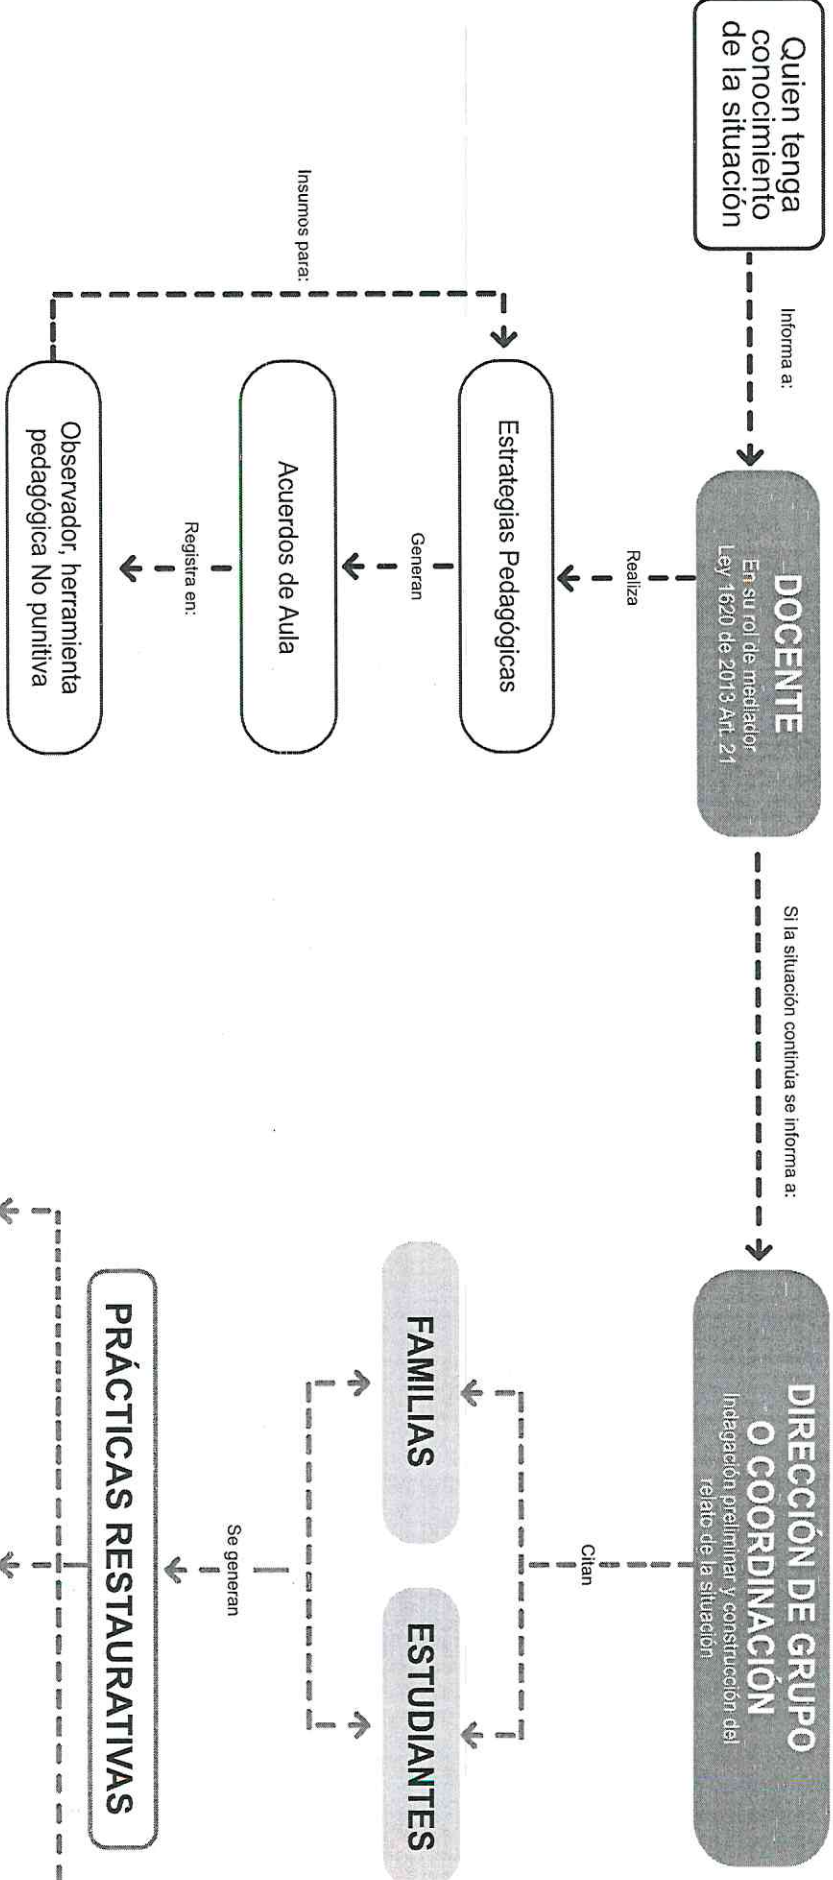 Quien tenga
conocimiento
de la situación
Informa a:
DOCENTE
En su rol de mediador
Ley 1620 de 2013 Art. 21
Si la situación continúa se informa a:
DIRECCIÓN DE GRUPO
O COORDINACIÓN
Indagación preliminar y construcción del
relato de la situación
Realiza
Estrategias Pedagógicas
Generan
Acuerdos de Aula
Registra en:
Observador, herramienta
pedagógica No punitiva
Insumos para:
Citan
FAMILIAS
ESTUDIANTES
Se generan
PRÁCTICAS RESTAURATIVAS